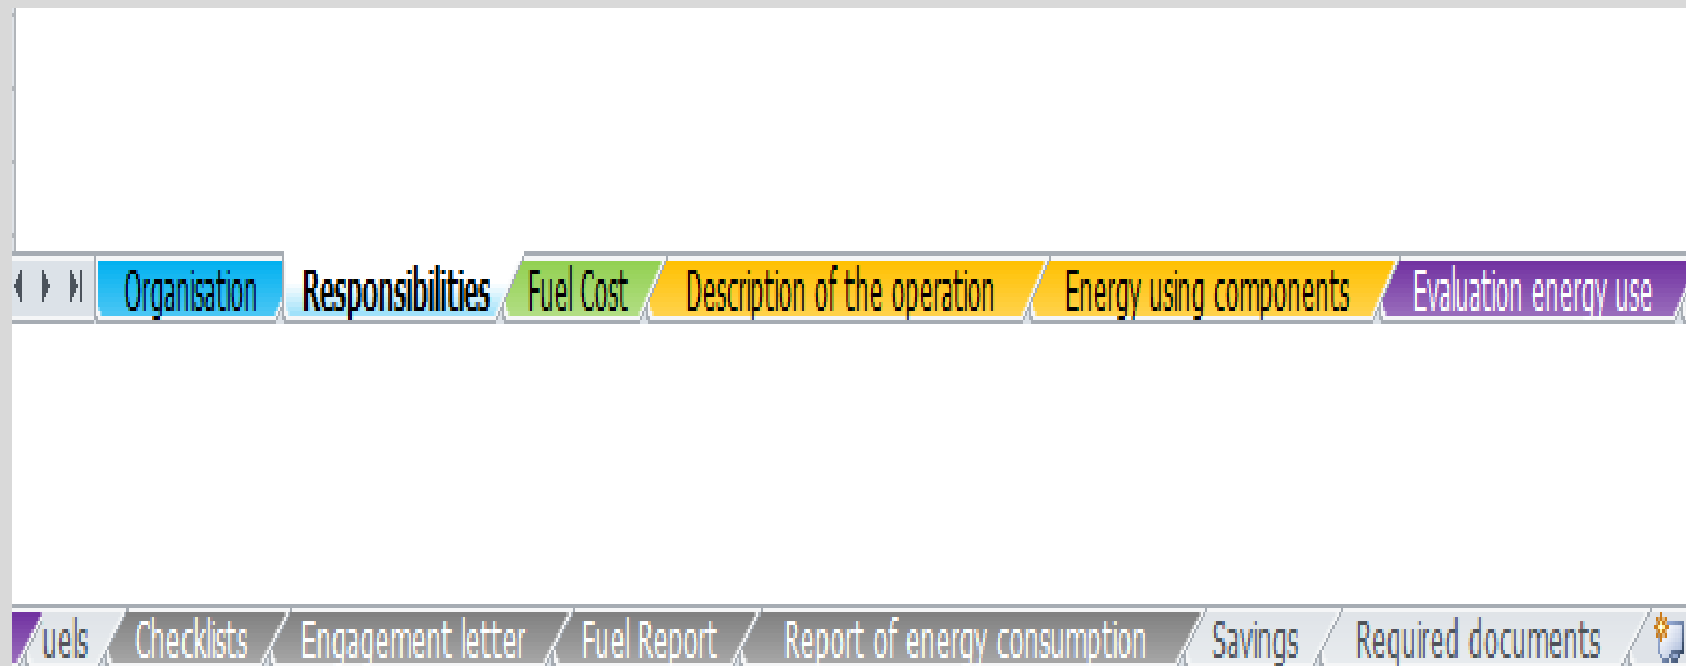 Organisation Responsibilities Fuel Cost Description of the operation Energy using components Evaluation energy use
uels Checklists Engagement letter Fuel Report Report of energy consumption Savings Required documents